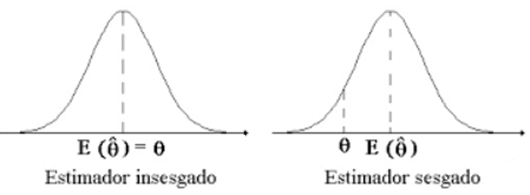 E (θ̂) = θ
Estimador insesgado
θ E (θ̂)
Estimador sesgado